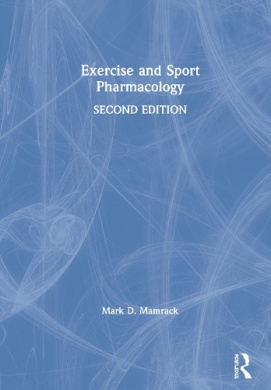 Exercise and Sport
Pharmacology
SECOND EDITION
Mark D. Mamrack
ROUTLEDGE